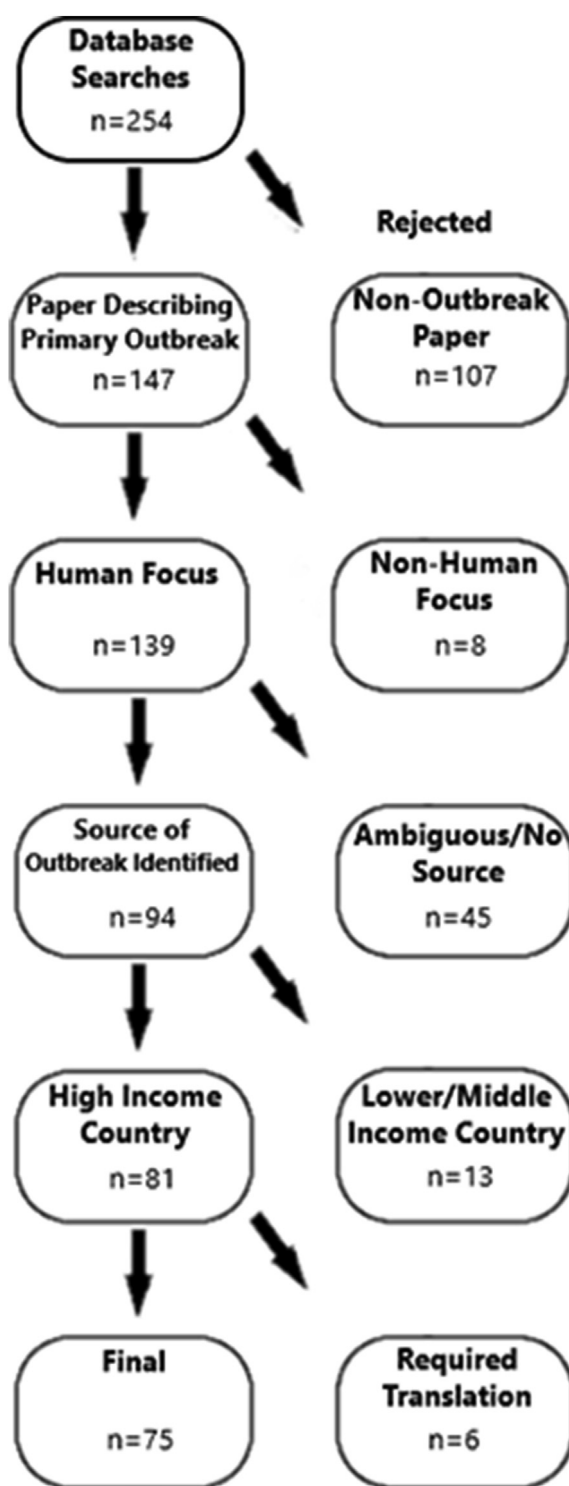 Database
Searches
n=254
Rejected
Paper Describing
Primary Outbreak
n=147
Non-Outbreak
Paper
n=107
Human Focus
n=139
Non-Human
Focus
n=8
Source of
Outbreak Identified
n=94
Ambiguous/No
Source
n=45
High Income
Country
n=81
Lower/Middle
Income Country
n=13
Final
n=75
Required
Translation
n=6